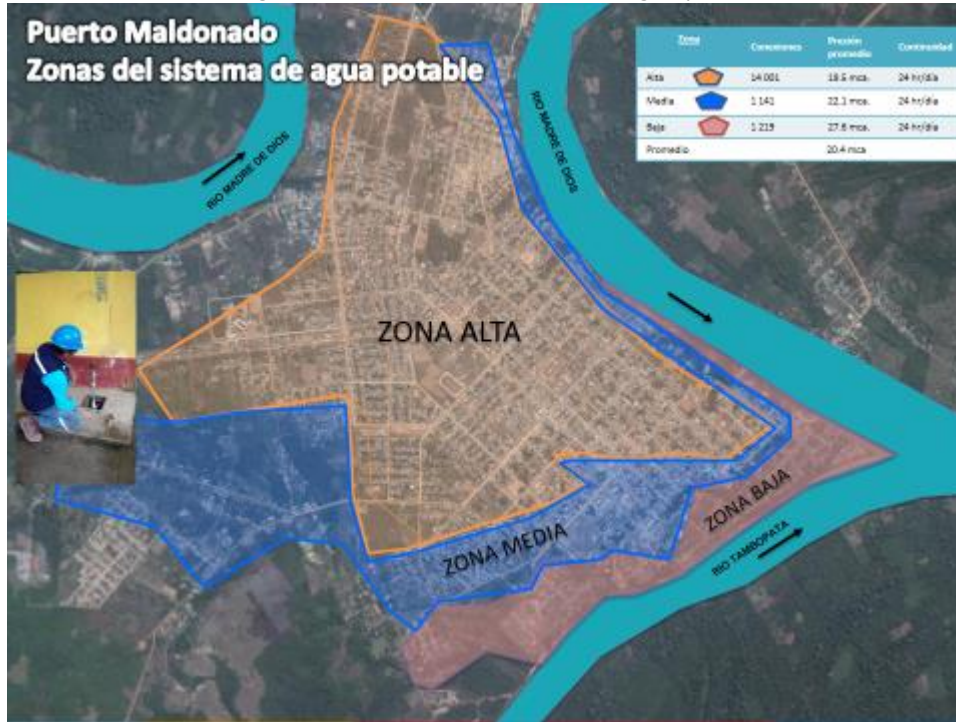 Puerto Maldonado
Zonas del sistema de agua potable
Zona Conexiones Presión promedio Continuidad
Alta 14 001 18.5 mca. 24 hr/día
Media 1 141 22.1 mca. 24 hr/día
Baja 1 219 27.6 mca. 24 hr/día
Promedio 20.4 mca
RIO MADRE DE DIOS
RIO MADRE DE DIOS
ZONA ALTA
ZONA MEDIA
ZONA BAJA
RIO TAMBOPATA